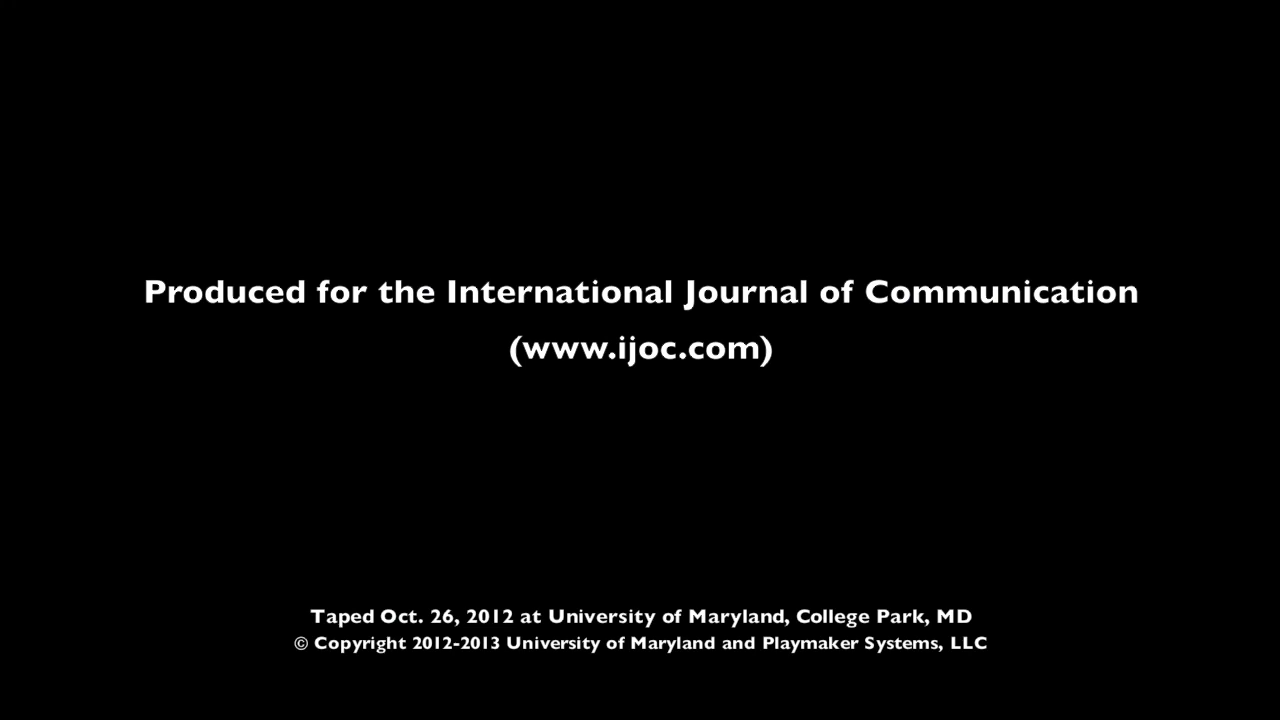 Produced for the International Journal of Communication
(www.ijoc.com)
Taped Oct. 26, 2012 at University of Maryland, College Park, MD
© Copyright 2012-2013 University of Maryland and Playmaker Systems, LLC